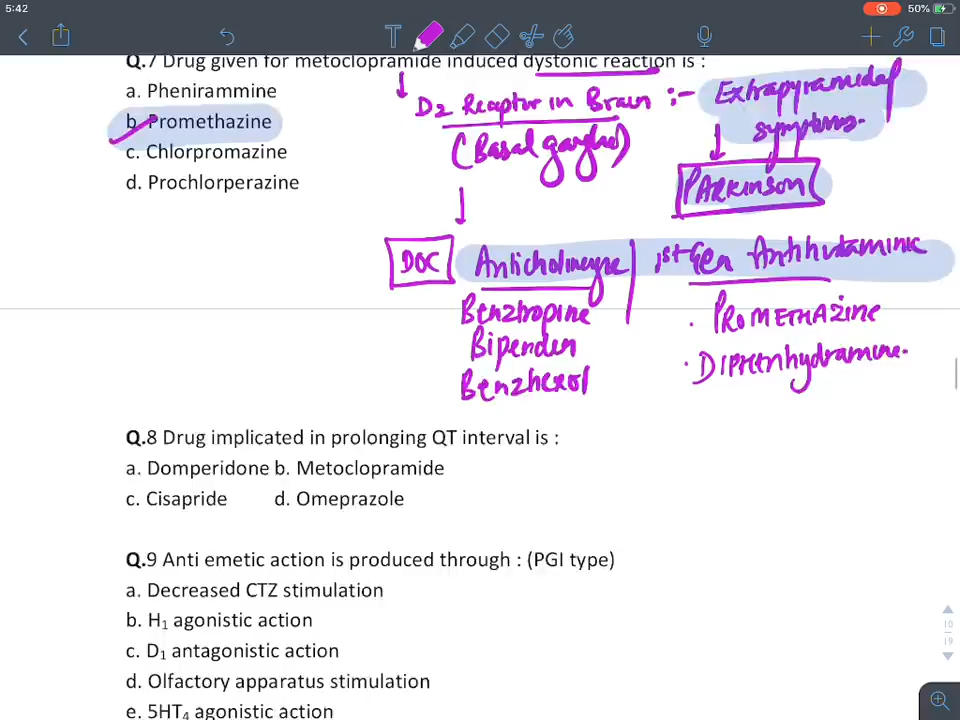 5:42
50%
Q.7 Drug given for metoclopramide induced dystonic reaction is :
a. Phenirammine
b. Promethazine
c. Chlorpromazine
d. Prochlorperazine
D2 Receptor in Brain :- Extrapyramidal symptoms.
(Basal ganglia)
PARKINSON
DOC Anticholinergic 1st Gen Antihistaminic
Benztropine
Bipenden
Benzhexol
. PROMETHAZINE
. DIPHENHYDRAMINE.
Q.8 Drug implicated in prolonging QT interval is :
a. Domperidone b. Metoclopramide
c. Cisapride d. Omeprazole
Q.9 Anti emetic action is produced through : (PGI type)
a. Decreased CTZ stimulation
b. H1 agonistic action
c. D1 antagonistic action
d. Olfactory apparatus stimulation
e. 5HT4 agonistic action
10
19